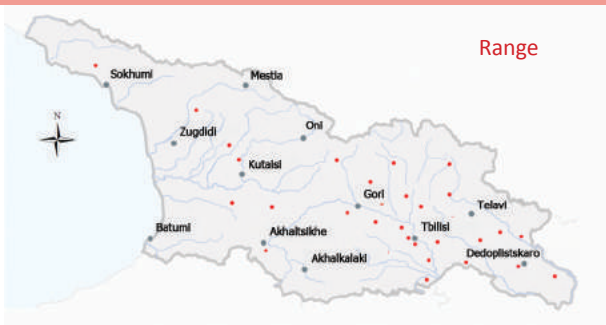 Range
Sokhumi
Mestia
N
Zugdidi
Oni
Kutaisi
Gori
Telavi
Batumi
Tbilisi
Akhaltsikhe
Dedoplistskaro
Akhalkalaki